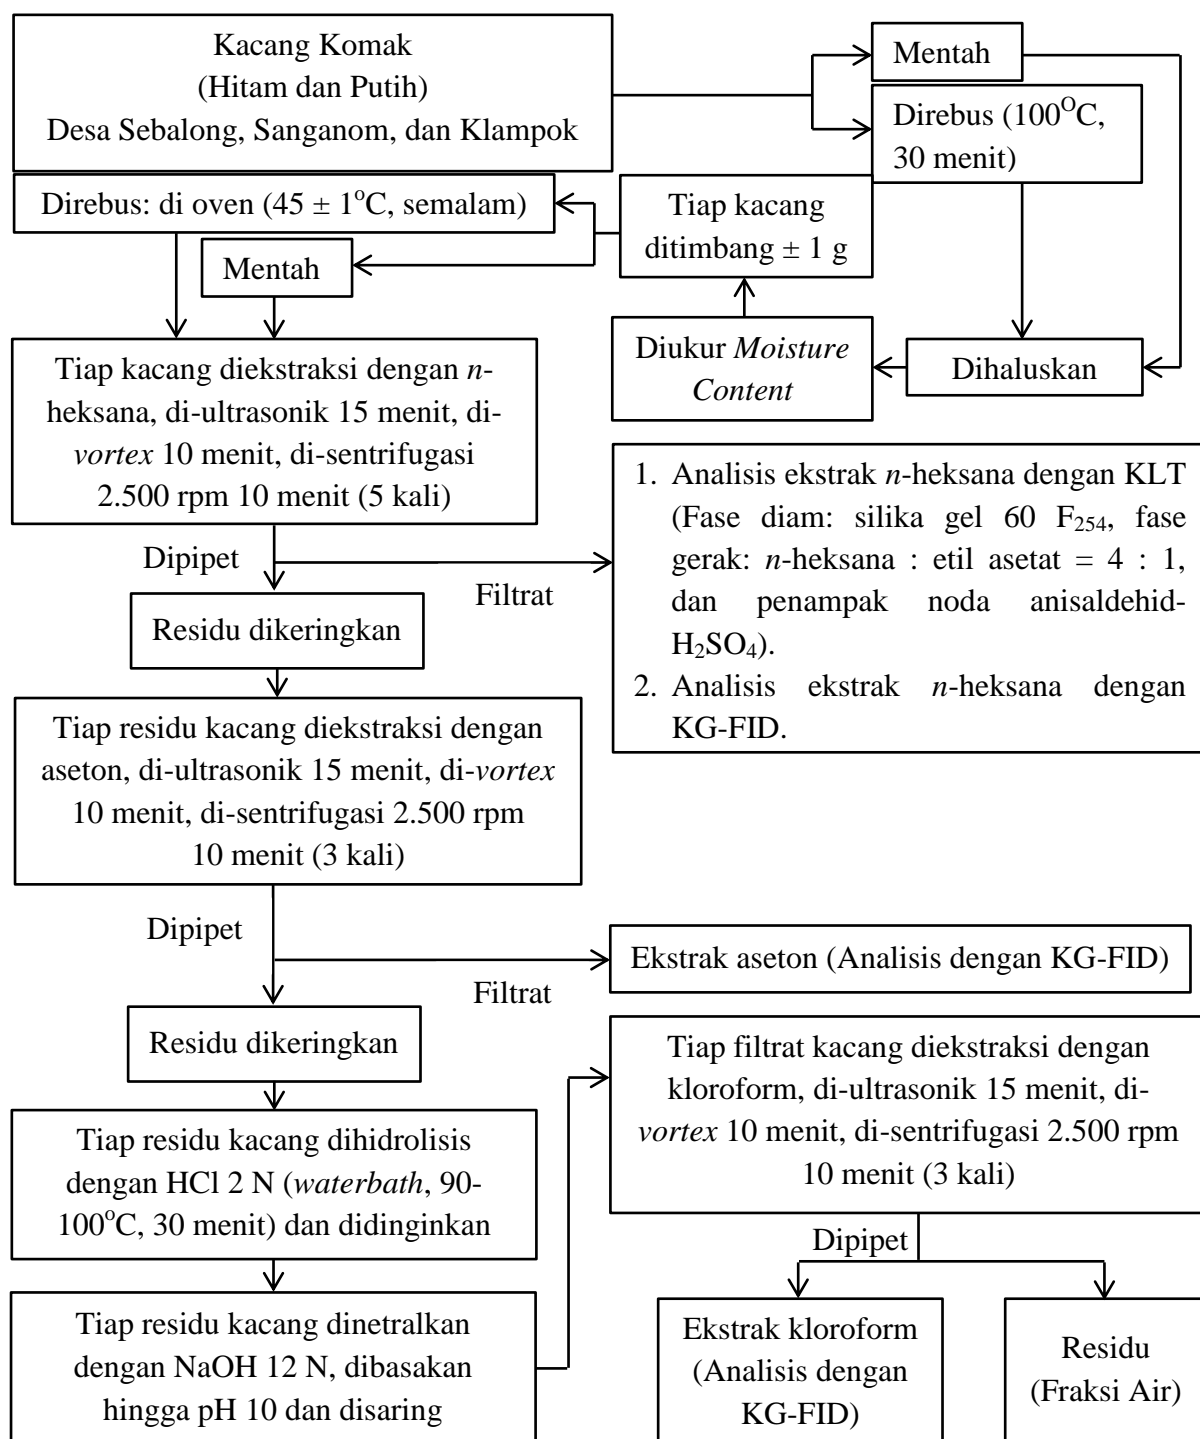 Kacang Komak
(Hitam dan Putih)
Desa Sebalong, Sanganom, dan Klampok
Mentah
Direbus (100°C,
30 menit)
Direbus: di oven (45 ± 1°C, semalam)
Tiap kacang
ditimbang ± 1 g
Mentah
Diukur Moisture
Content
Dihaluskan
Tiap kacang diekstraksi dengan n-
heksana, di-ultrasonik 15 menit, di-
vortex 10 menit, di-sentrifugasi
2.500 rpm 10 menit (5 kali)
1. Analisis ekstrak n-heksana dengan KLT
(Fase diam: silika gel 60 F₂₅₄, fase
gerak: n-heksana : etil asetat = 4 : 1,
dan penampak noda anisaldehid-
H₂SO₄).
2. Analisis ekstrak n-heksana dengan
KG-FID.
Dipipet
Filtrat
Residu dikeringkan
Tiap residu kacang diekstraksi dengan
aseton, di-ultrasonik 15 menit, di-vortex
10 menit, di-sentrifugasi 2.500 rpm
10 menit (3 kali)
Dipipet
Filtrat
Ekstrak aseton (Analisis dengan KG-FID)
Residu dikeringkan
Tiap residu kacang dihidrolisis
dengan HCl 2 N (waterbath, 90-
100°C, 30 menit) dan didinginkan
Tiap residu kacang dinetralkan
dengan NaOH 12 N, dibasakan
hingga pH 10 dan disaring
Tiap filtrat kacang diekstraksi dengan
kloroform, di-ultrasonik 15 menit, di-
vortex 10 menit, di-sentrifugasi 2.500 rpm
10 menit (3 kali)
Dipipet
Ekstrak kloroform
(Analisis dengan
KG-FID)
Residu
(Fraksi Air)